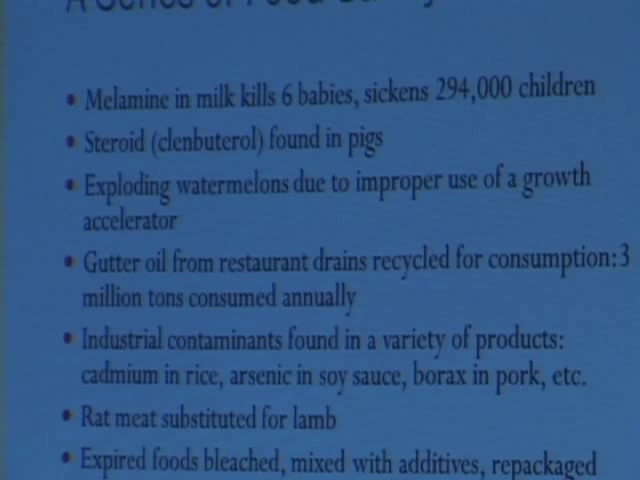 A Series of Food
• Melamine in milk kills 6 babies, sickens 294,000 children
• Steroid (clenbuterol) found in pigs
• Exploding watermelons due to improper use of a growth
accelerator
• Gutter oil from restaurant drains recycled for consumption:3
million tons consumed annually
• Industrial contaminants found in a variety of products:
cadmium in rice, arsenic in soy sauce, borax in pork, etc.
• Rat meat substituted for lamb
• Expired foods bleached, mixed with additives, repackaged